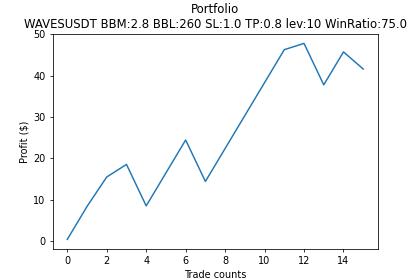 Portfolio
WAVESUSDT BBM:2.8 BBL:260 SL:1.0 TP:0.8 lev:10 WinRatio:75.0
50
40
30
20
10
0
Profit ($)
0 2 4 6 8 10 12 14
Trade counts